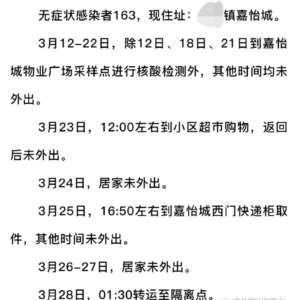 无症状感染者163，现住址：镇嘉怡城。
3月12-22日，除12日、18日、21日到嘉怡
城物业广场采样点进行核酸检测外，其他时间均未
外出。
3月23日，12:00左右到小区超市购物，返回
后未外出。
3月24日，居家未外出。
3月25日，16:50左右到嘉怡城西门快递柜取
件，其他时间未外出。
3月26-27日，居家未外出。
3月28日，01:30转运至隔离点。